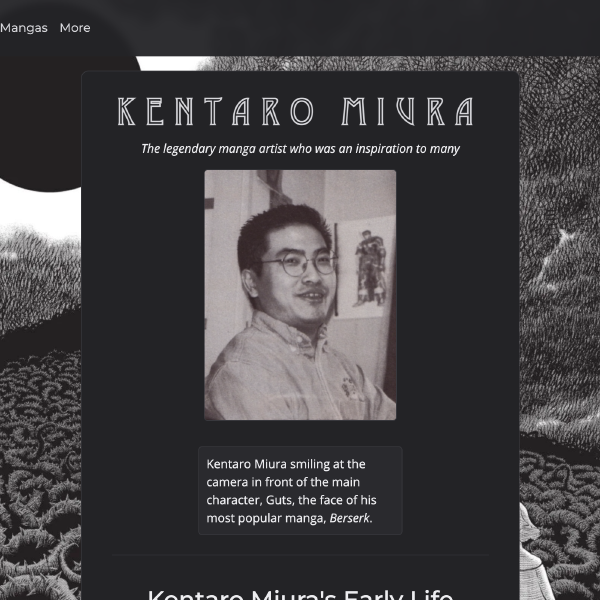 Mangas More
KENTARO MIURA
The legendary manga artist who was an inspiration to many
Kentaro Miura smiling at the
camera in front of the main
character, Guts, the face of his
most popular manga, Berserk.
Kentaro Miura's Early Life